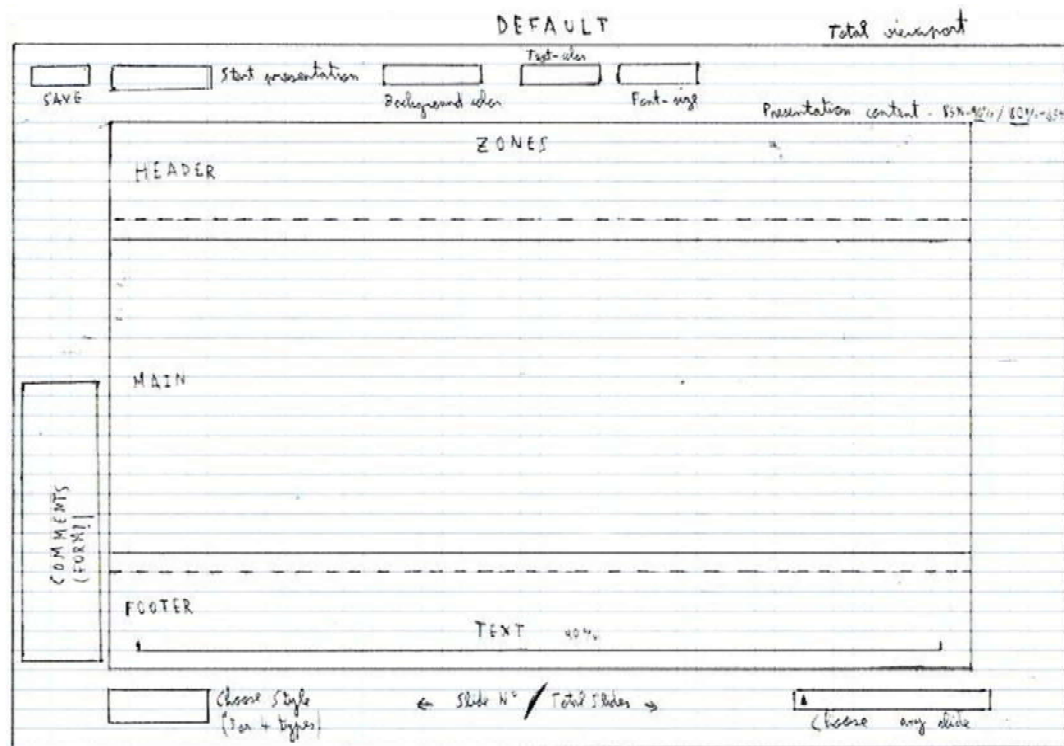 DEFAULT
Total viewport
Text-color
Start presentation
SAVE
Background color
Font-size
Presentation content -
ZONES
HEADER
MAIN
COMMENTS
FOOTER
TEXT
Choose Style
← Slide N° / Total Slides →
Choose any slide